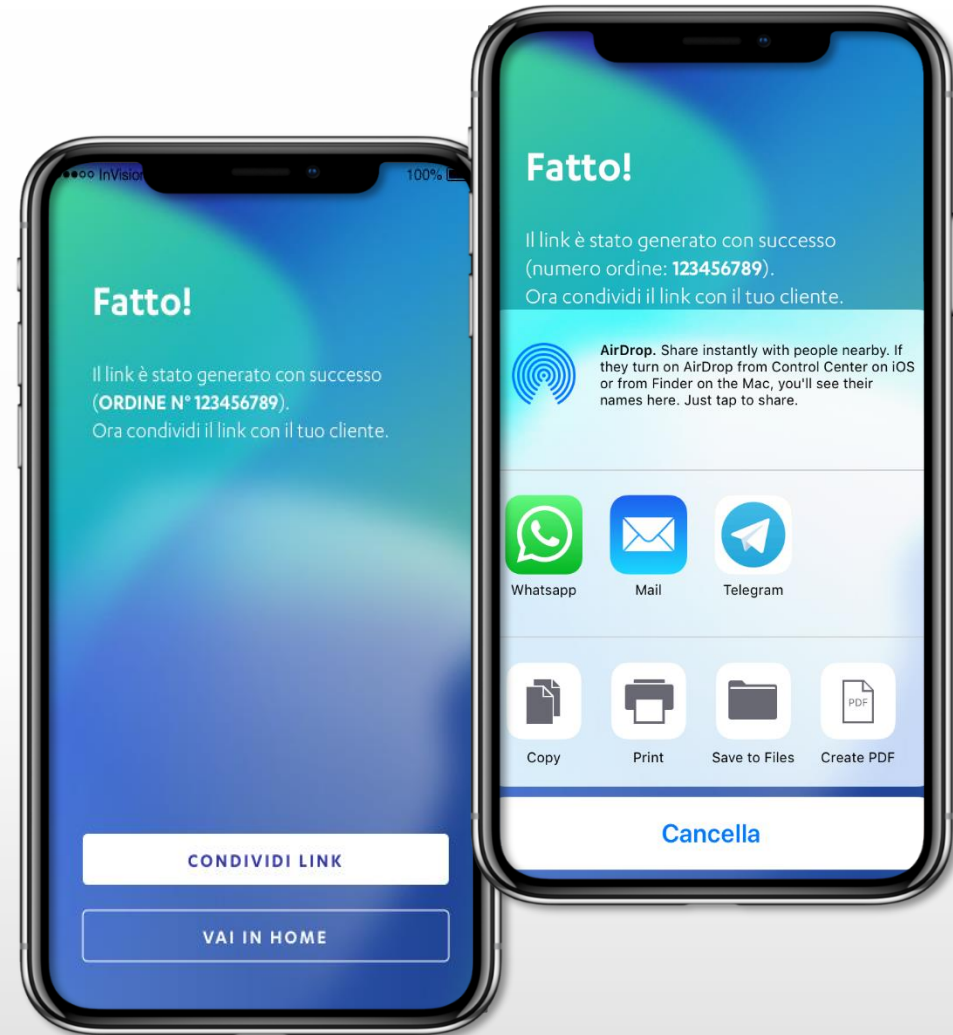 InVision
100%
Fatto!
Il link è stato generato con successo
(ORDINE N° 123456789).
Ora condividi il link con il tuo cliente.
CONDIVIDI LINK
VAI IN HOME
Fatto!
Il link è stato generato con successo
(numero ordine: 123456789).
Ora condividi il link con il tuo cliente.
AirDrop. Share instantly with people nearby. If
they turn on AirDrop from Control Center on iOS
or from Finder on the Mac, you'll see their
names here. Just tap to share.
Whatsapp Mail Telegram
PDF
Copy Print Save to Files Create PDF
Cancella